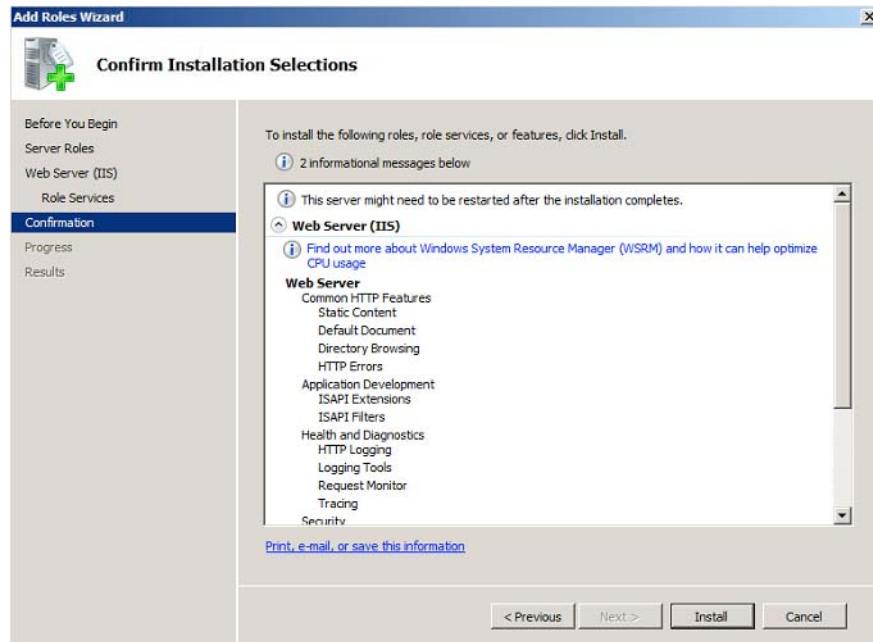 Add Roles Wizard
Confirm Installation Selections
Before You Begin
Server Roles
Web Server (IIS)
Role Services
Confirmation
Progress
Results
To install the following roles, role services, or features, click Install.
2 informational messages below
This server might need to be restarted after the installation completes.
Web Server (IIS)
Find out more about Windows System Resource Manager (WSRM) and how it can help optimize
CPU usage
Web Server
Common HTTP Features
Static Content
Default Document
Directory Browsing
HTTP Errors
Application Development
ISAPI Extensions
ISAPI Filters
Health and Diagnostics
HTTP Logging
Logging Tools
Request Monitor
Tracing
Security
Print, e-mail, or save this information
< Previous
Next >
Install
Cancel